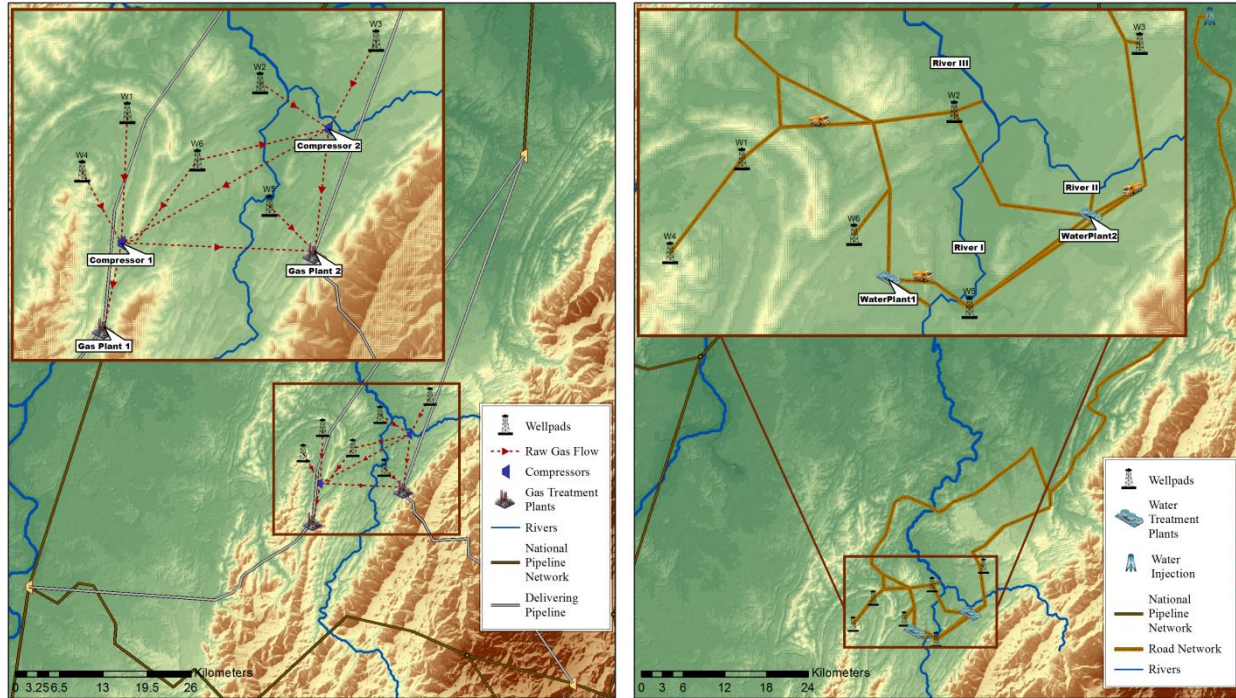 W3
W2
W1
Compressor 2
W6
W4
W5
Compressor 1
Gas Plant 2
Gas Plant 1
Wellpads
Raw Gas Flow
Compressors
Gas Treatment
Plants
Rivers
National
Pipeline
Network
Delivering
Pipeline
Kilometers
0 3.25 6.5 13 19.5 26
W3
River III
W2
W1
River II
W6
WaterPlant2
W4
River I
WaterPlant1
W5
Wellpads
Water
Treatment
Plants
Water
Injection
National
Pipeline Network
Road Network
Rivers
Kilometers
0 3 6 12 18 24